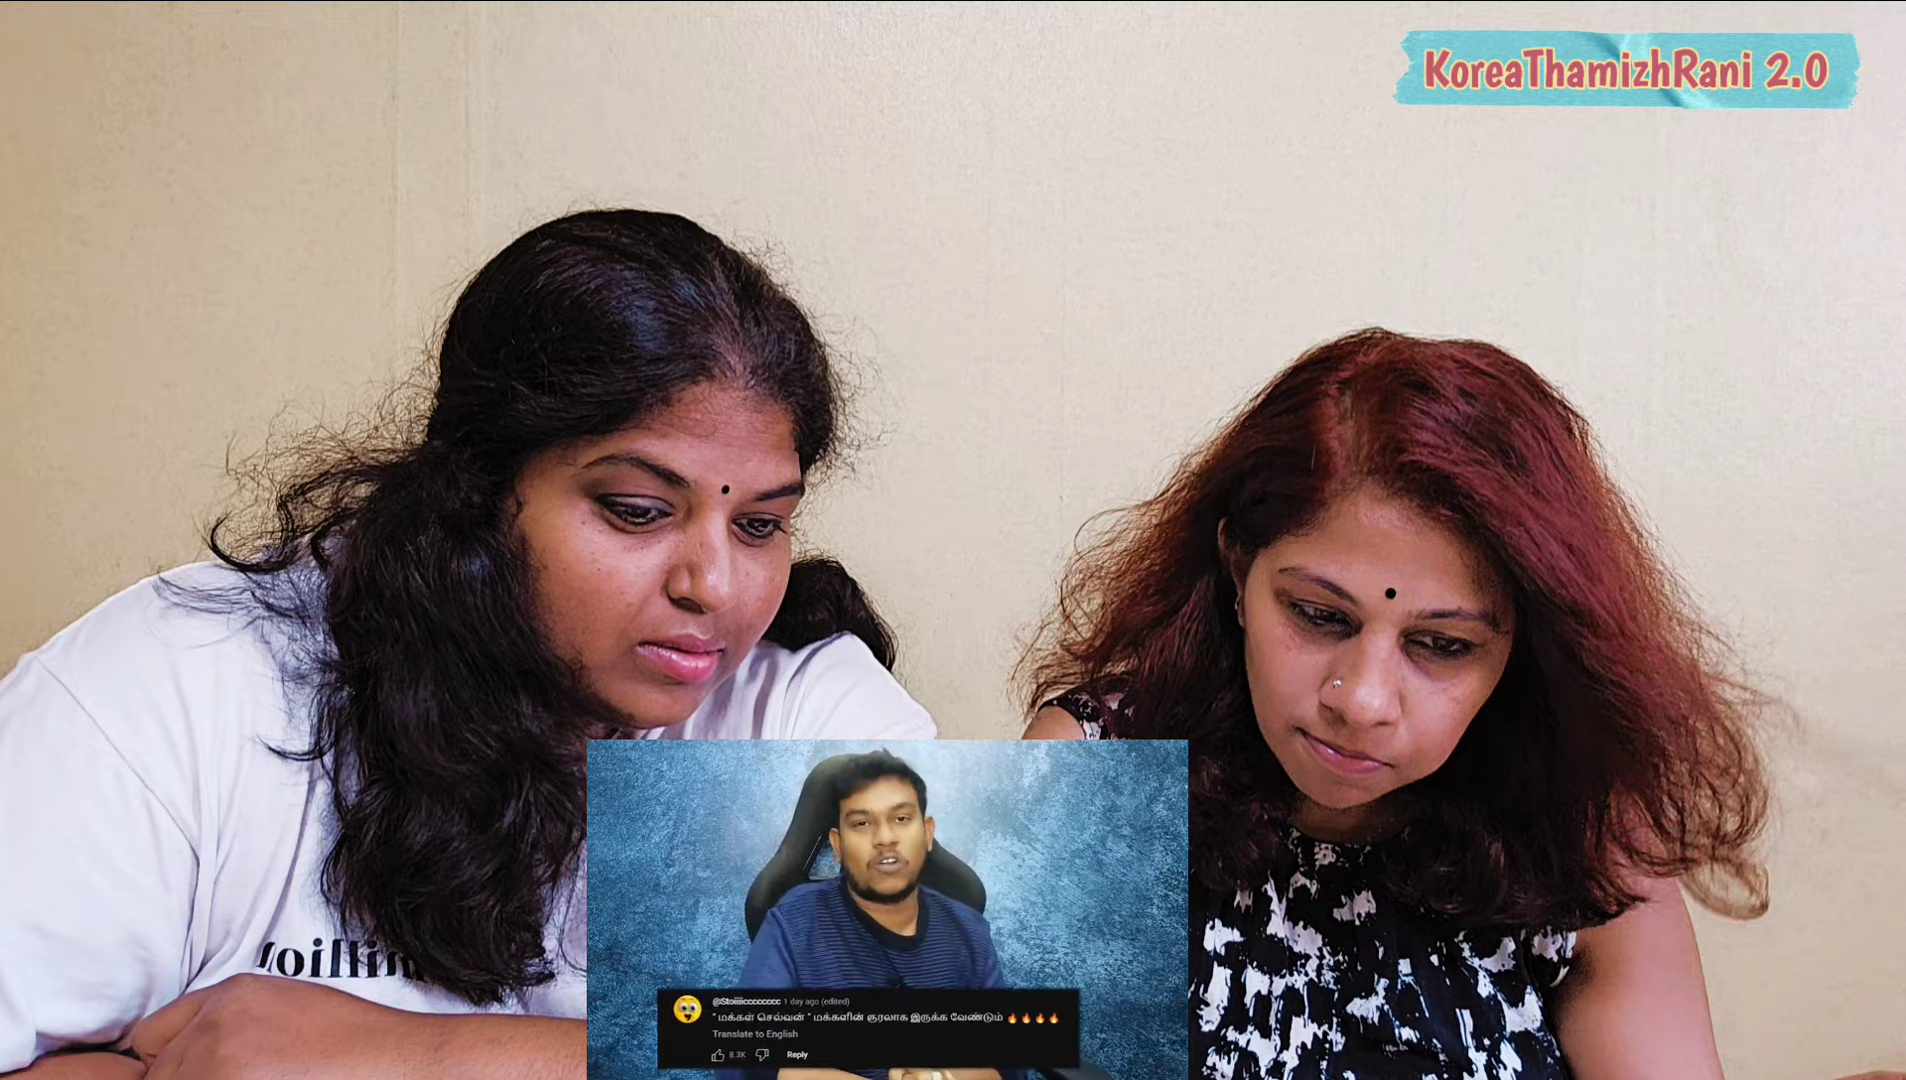 KoreaThamizhRani 2.0
@Stoiiiiccccccccc 1 day ago (edited)
" மக்கள் செல்வன் " மக்களின் குரலாக இருக்க வேண்டும் 🔥🔥🔥🔥
Translate to English
8.3K Reply